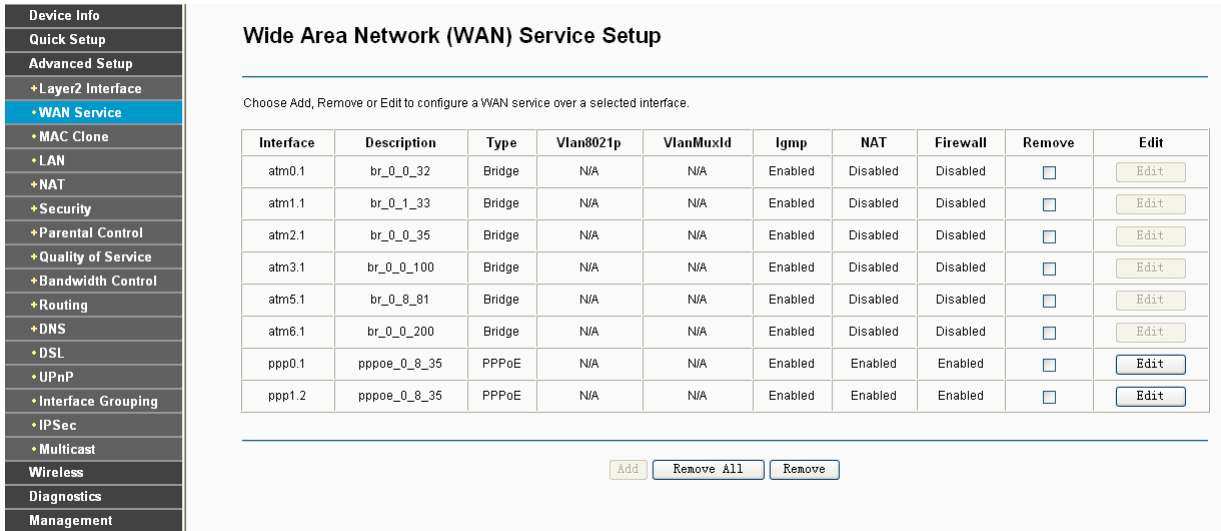 Device Info
Quick Setup
Advanced Setup
+Layer2 Interface
•WAN Service
•MAC Clone
•LAN
+NAT
+Security
+Parental Control
+Quality of Service
+Bandwidth Control
+Routing
+DNS
•DSL
•UPnP
•Interface Grouping
•IPSec
•Multicast
Wireless
Diagnostics
Management
Wide Area Network (WAN) Service Setup
Choose Add, Remove or Edit to configure a WAN service over a selected interface.
Interface Description Type Vlan8021p VlanMuxId Igmp NAT Firewall Remove Edit
atm0.1 br_0_0_32 Bridge N/A N/A Enabled Disabled Disabled Edit
atm1.1 br_0_1_33 Bridge N/A N/A Enabled Disabled Disabled Edit
atm2.1 br_0_0_35 Bridge N/A N/A Enabled Disabled Disabled Edit
atm3.1 br_0_0_100 Bridge N/A N/A Enabled Disabled Disabled Edit
atm5.1 br_0_8_81 Bridge N/A N/A Enabled Disabled Disabled Edit
atm6.1 br_0_0_200 Bridge N/A N/A Enabled Disabled Disabled Edit
ppp0.1 pppoe_0_8_35 PPPoE N/A N/A Enabled Enabled Enabled Edit
ppp1.2 pppoe_0_8_35 PPPoE N/A N/A Enabled Enabled Enabled Edit
Add Remove All Remove